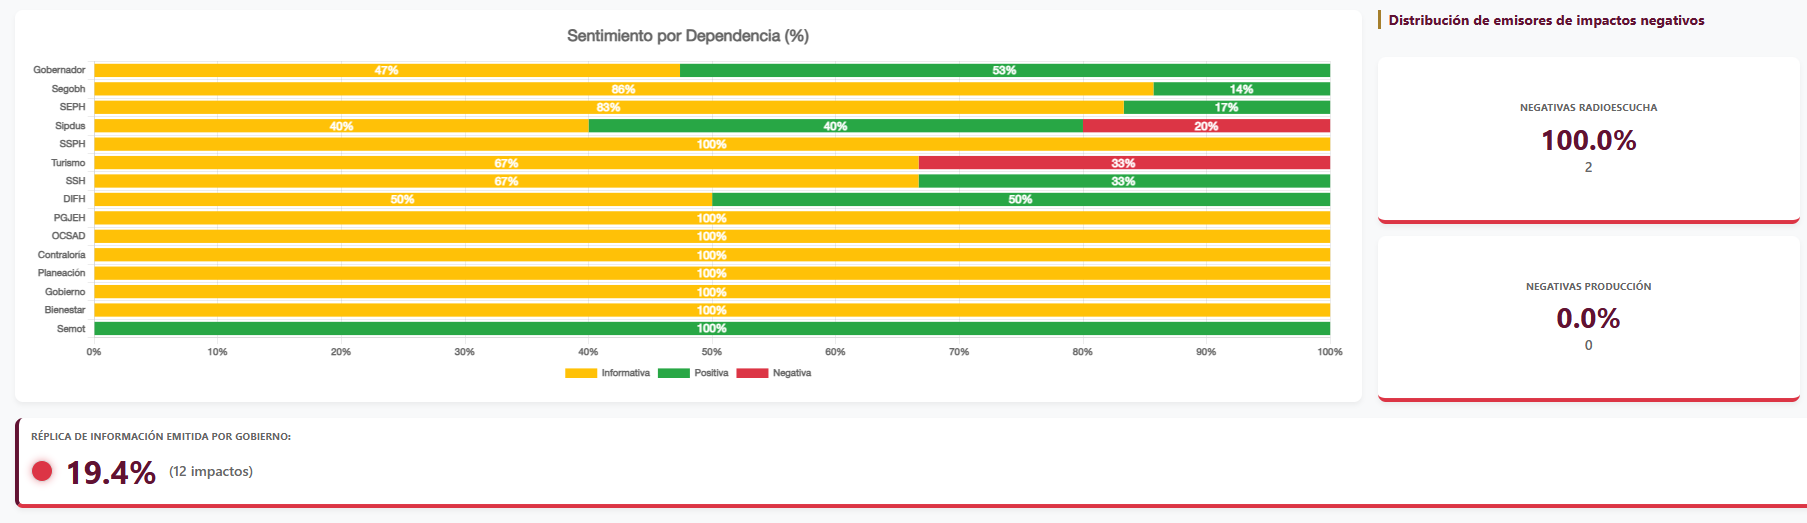 Sentimiento por Dependencia (%)
Gobernador 47% 53%
Segobh 86% 14%
SEPH 83% 17%
Sipdus 40% 40% 20%
SSPH 100%
Turismo 67% 33%
SSH 67% 33%
DIFH 50% 50%
PGJEH 100%
OCSAD 100%
Contraloría 100%
Planeación 100%
Gobierno 100%
Bienestar 100%
Semot 100%
0% 10% 20% 30% 40% 50% 60% 70% 80% 90% 100%
Informativa Positiva Negativa
Distribución de emisores de impactos negativos
NEGATIVAS RADIOESCUCHA
100.0%
2
NEGATIVAS PRODUCCIÓN
0.0%
0
RÉPLICA DE INFORMACIÓN EMITIDA POR GOBIERNO:
19.4% (12 impactos)